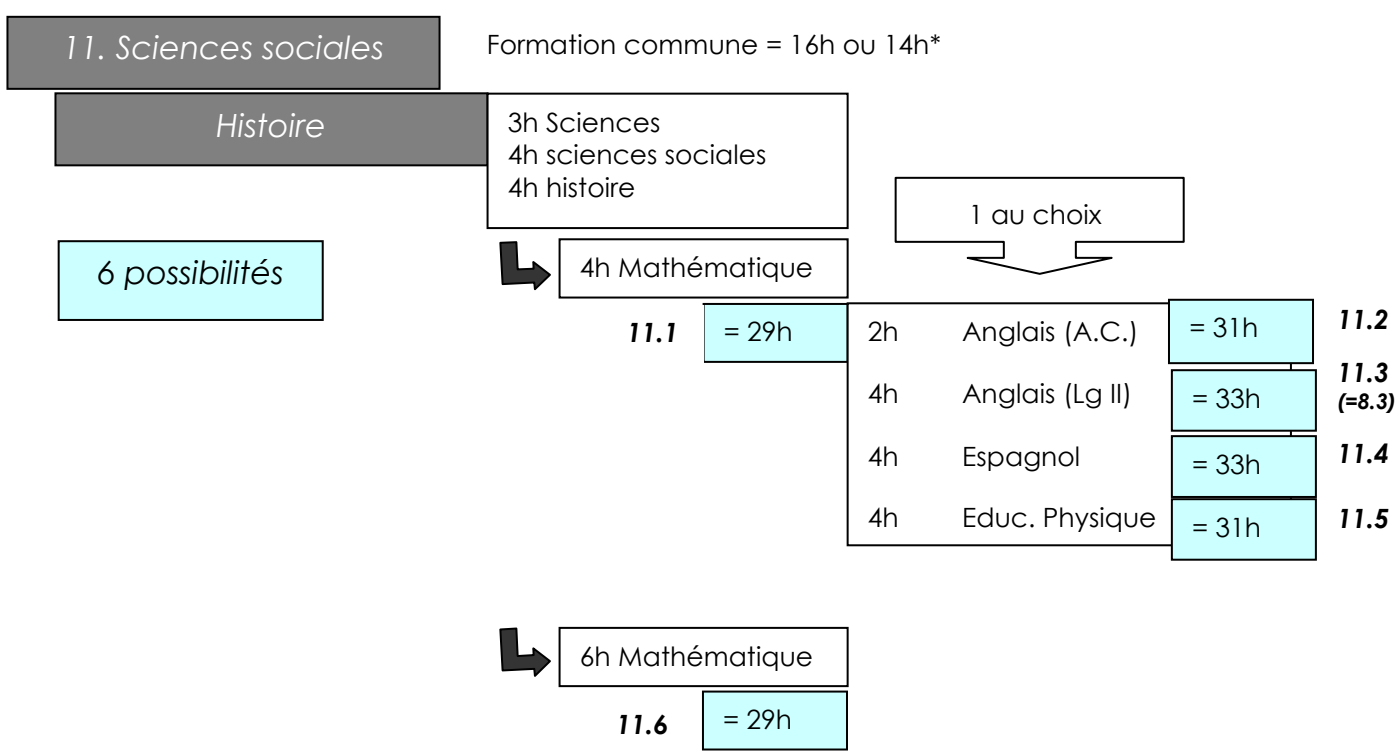 11. Sciences sociales
Formation commune = 16h ou 14h*
Histoire
3h Sciences
4h sciences sociales
4h histoire
1 au choix
6 possibilités
4h Mathématique
11.1 = 29h
2h Anglais (A.C.) = 31h 11.2
4h Anglais (Lg II) = 33h 11.3
(=8.3)
4h Espagnol = 33h 11.4
4h Educ. Physique = 31h 11.5
6h Mathématique
11.6 = 29h